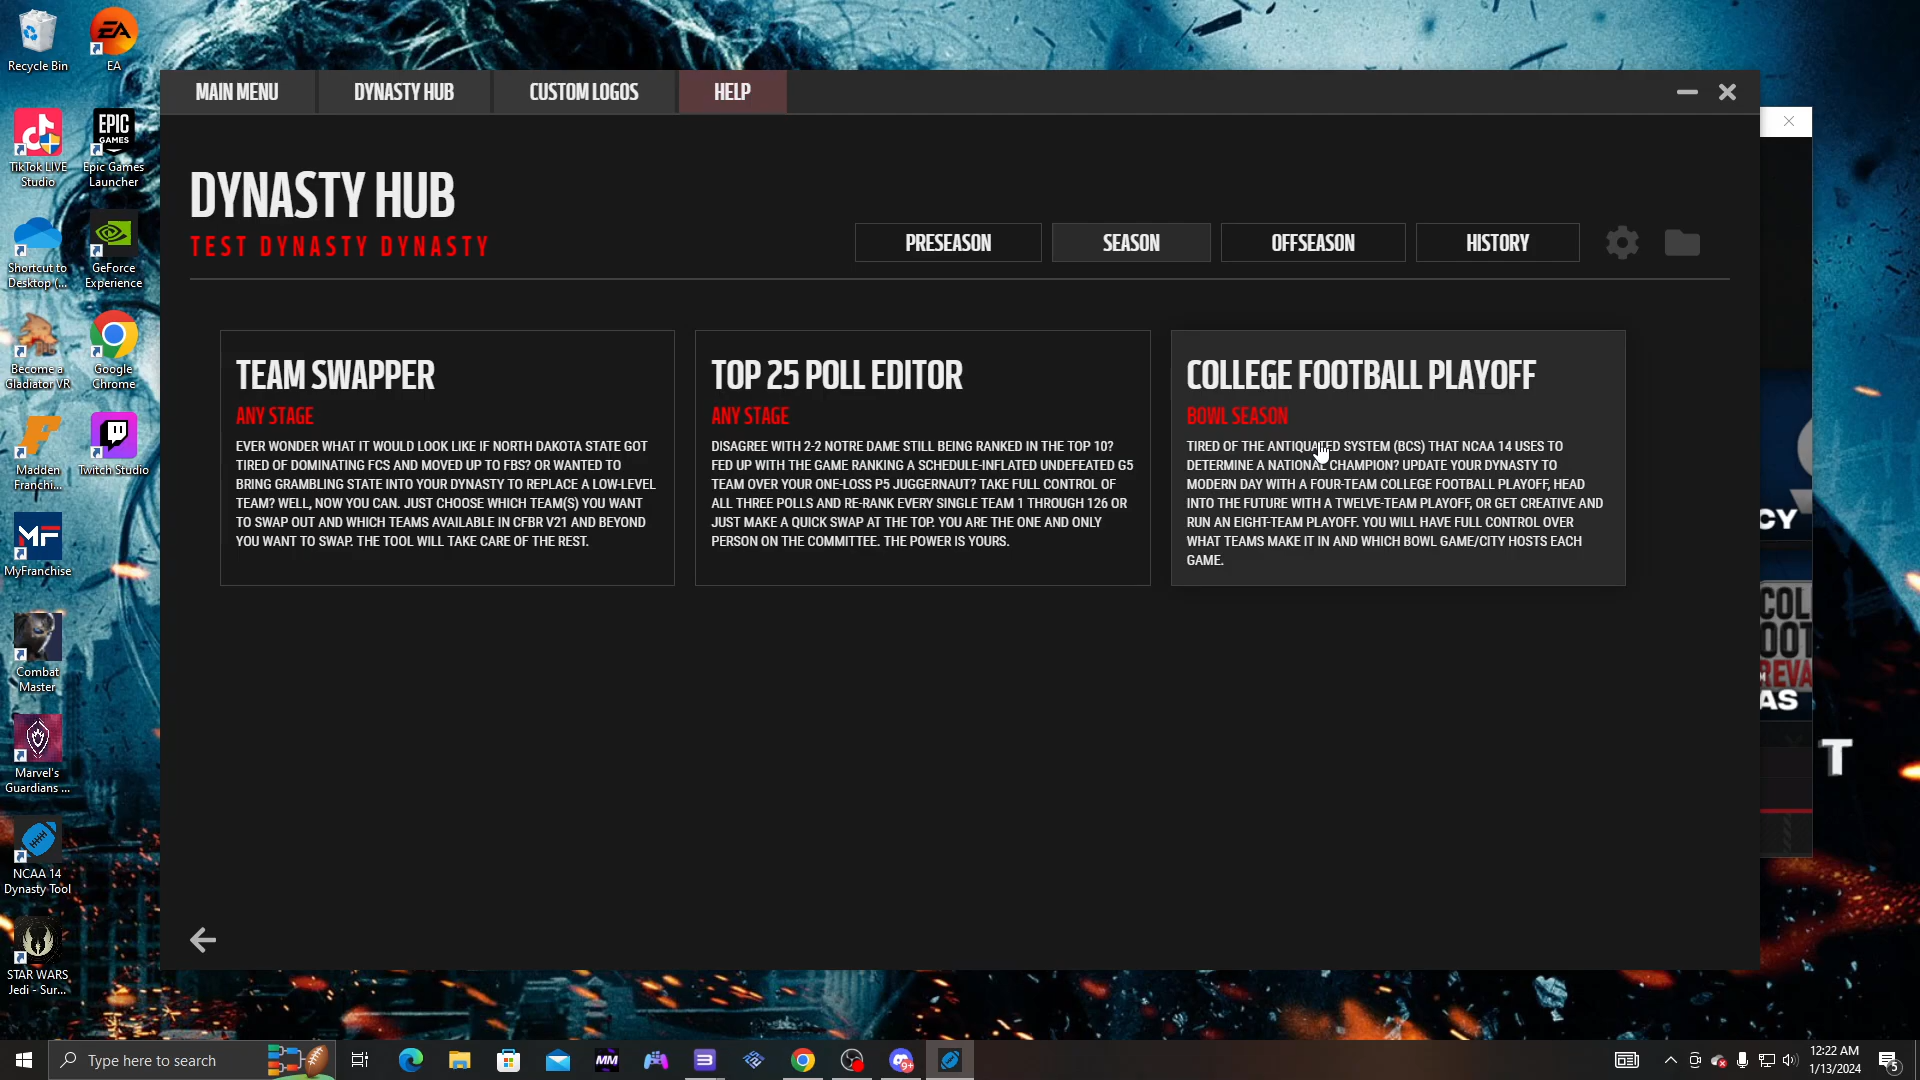 Recycle Bin
EA
TikTok LIVE
Studio
EPIC
GAMES
Epic Games
Launcher
Shortcut to
Desktop (...
GeForce
Experience
Become a
Gladiator VR
Google
Chrome
Madden
Franchi...
Twitch Studio
MF
MyFranchise
Combat
Master
Marvel's
Guardians ...
NCAA 14
Dynasty Tool
STAR WARS
Jedi - Sur...
MAIN MENU
DYNASTY HUB
CUSTOM LOGOS
HELP
DYNASTY HUB
TEST DYNASTY DYNASTY
PRESEASON
SEASON
OFFSEASON
HISTORY
TEAM SWAPPER
ANY STAGE
EVER WONDER WHAT IT WOULD LOOK LIKE IF NORTH DAKOTA STATE GOT
TIRED OF DOMINATING FCS AND MOVED UP TO FBS? OR WANTED TO
BRING GRAMBLING STATE INTO YOUR DYNASTY TO REPLACE A LOW-LEVEL
TEAM? WELL, NOW YOU CAN. JUST CHOOSE WHICH TEAM(S) YOU WANT
TO SWAP OUT AND WHICH TEAMS AVAILABLE IN CFBR V21 AND BEYOND
YOU WANT TO SWAP. THE TOOL WILL TAKE CARE OF THE REST.
TOP 25 POLL EDITOR
ANY STAGE
DISAGREE WITH 2-2 NOTRE DAME STILL BEING RANKED IN THE TOP 10?
FED UP WITH THE GAME RANKING A SCHEDULE-INFLATED UNDEFEATED G5
TEAM OVER YOUR ONE-LOSS P5 JUGGERNAUT? TAKE FULL CONTROL OF
ALL THREE POLLS AND RE-RANK EVERY SINGLE TEAM 1 THROUGH 126 OR
JUST MAKE A QUICK SWAP AT THE TOP. YOU ARE THE ONE AND ONLY
PERSON ON THE COMMITTEE. THE POWER IS YOURS.
COLLEGE FOOTBALL PLAYOFF
BOWL SEASON
TIRED OF THE ANTIQUATED SYSTEM (BCS) THAT NCAA 14 USES TO
DETERMINE A NATIONAL CHAMPION? UPDATE YOUR DYNASTY TO
MODERN DAY WITH A FOUR-TEAM COLLEGE FOOTBALL PLAYOFF, HEAD
INTO THE FUTURE WITH A TWELVE-TEAM PLAYOFF, OR GET CREATIVE AND
RUN AN EIGHT-TEAM PLAYOFF. YOU WILL HAVE FULL CONTROL OVER
WHAT TEAMS MAKE IT IN AND WHICH BOWL GAME/CITY HOSTS EACH
GAME.
CY
COL
OOT
REVA
AS
T
Type here to search
MM
9+
12:22 AM
1/13/2024
5